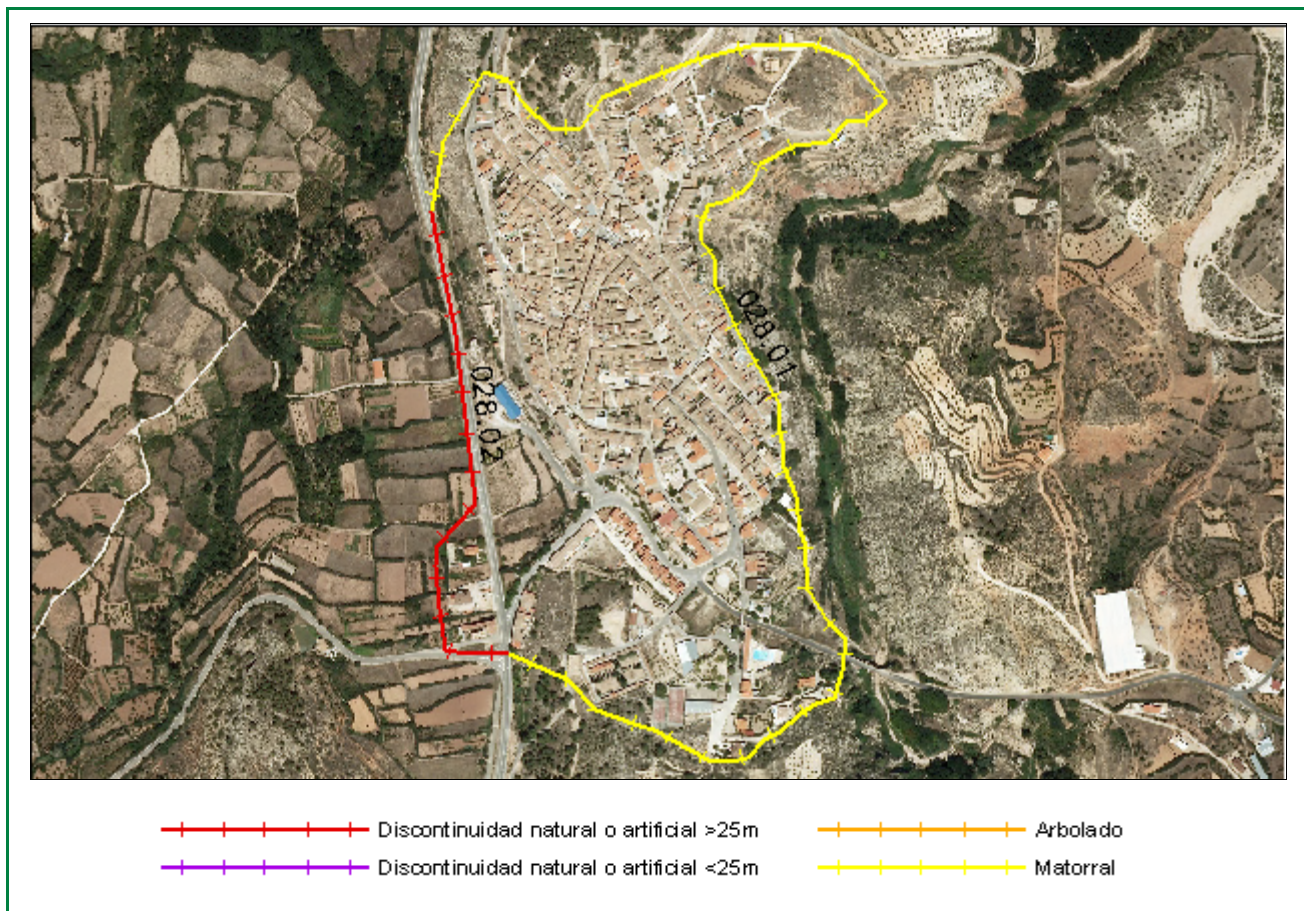 028.01
028.02
Discontinuidad natural o artificial >25m
Arbolado
Discontinuidad natural o artificial <25m
Matorral